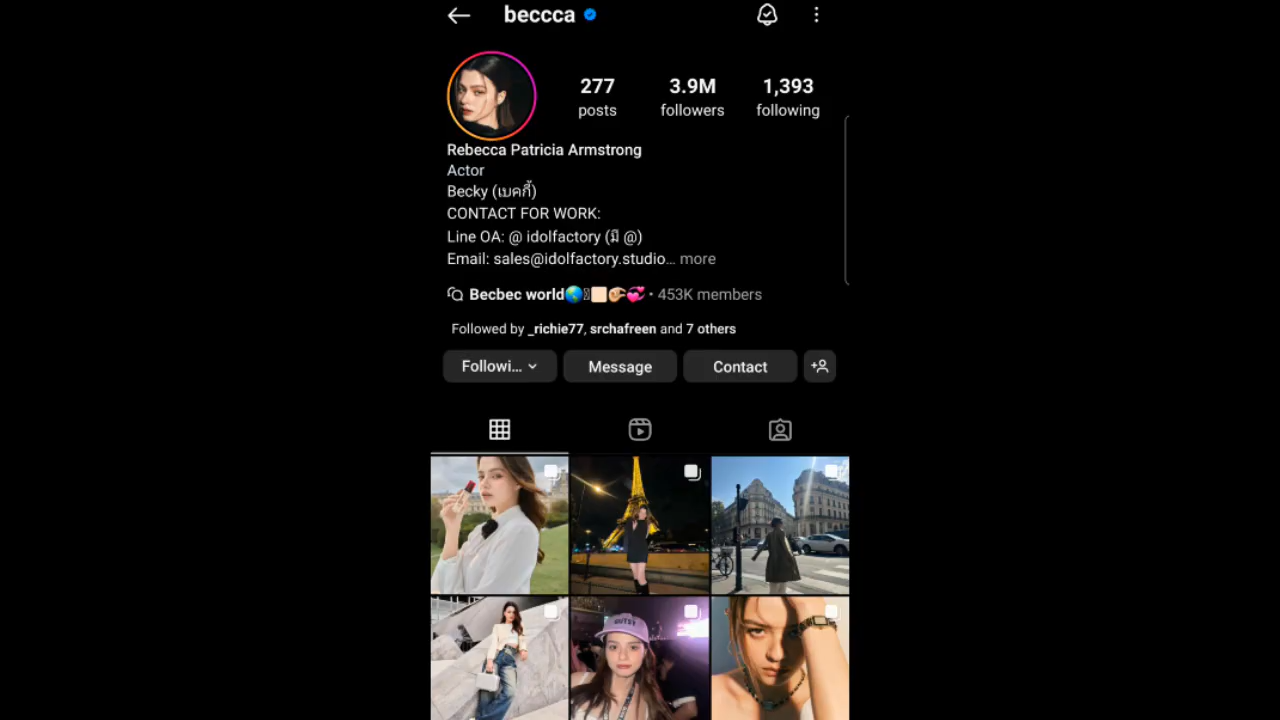 beccca
277
3.9M
1,393
posts
followers
following
Rebecca Patricia Armstrong
Actor
Becky (เบคกี้)
CONTACT FOR WORK:
Line OA: @ idolfactory (มี @)
Email: sales@idolfactory.studio... more
Becbec world🌎🏻🤏🏼💞 • 453K members
Followed by _richie77, srchafreen and 7 others
Followi...
Message
Contact
GUTSY